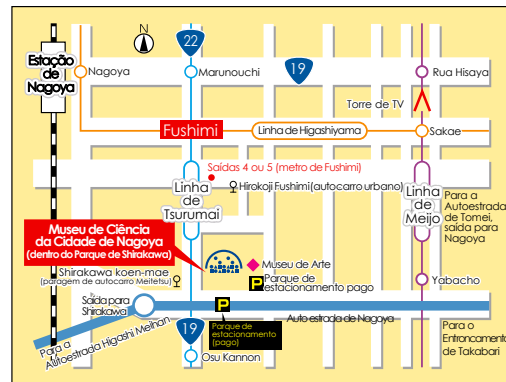 22
N
Estação
de
Nagoya
Nagoya
Marunouchi
19
Rua Hisaya
Torre de TV
Fushimi
Linha de Higashiyama
Sakae
Saídas 4 ou 5 (metro de Fushimi)
Hirokoji Fushimi(autocarro urbano)
Linha
de
Tsurumai
Linha
de
Meijo
Para a
Autoestrada
de Tomei,
saída para
Nagoya
Museu de Ciência
da Cidade de Nagoya
(dentro do Parque de Shirakawa)
Museu de Arte
Shirakawa koen-mae
(paragem de autocarro Meitetsu)
P
Parque de
estacionamento pago
Yabacho
Saída para
Shirakawa
P
Auto estrada de Nagoya
Para a
Autoestrada Higashi Meihan
19
Parque de
estacionamento
(pago)
Para o
Entroncamento
de Takabari
Osu Kannon